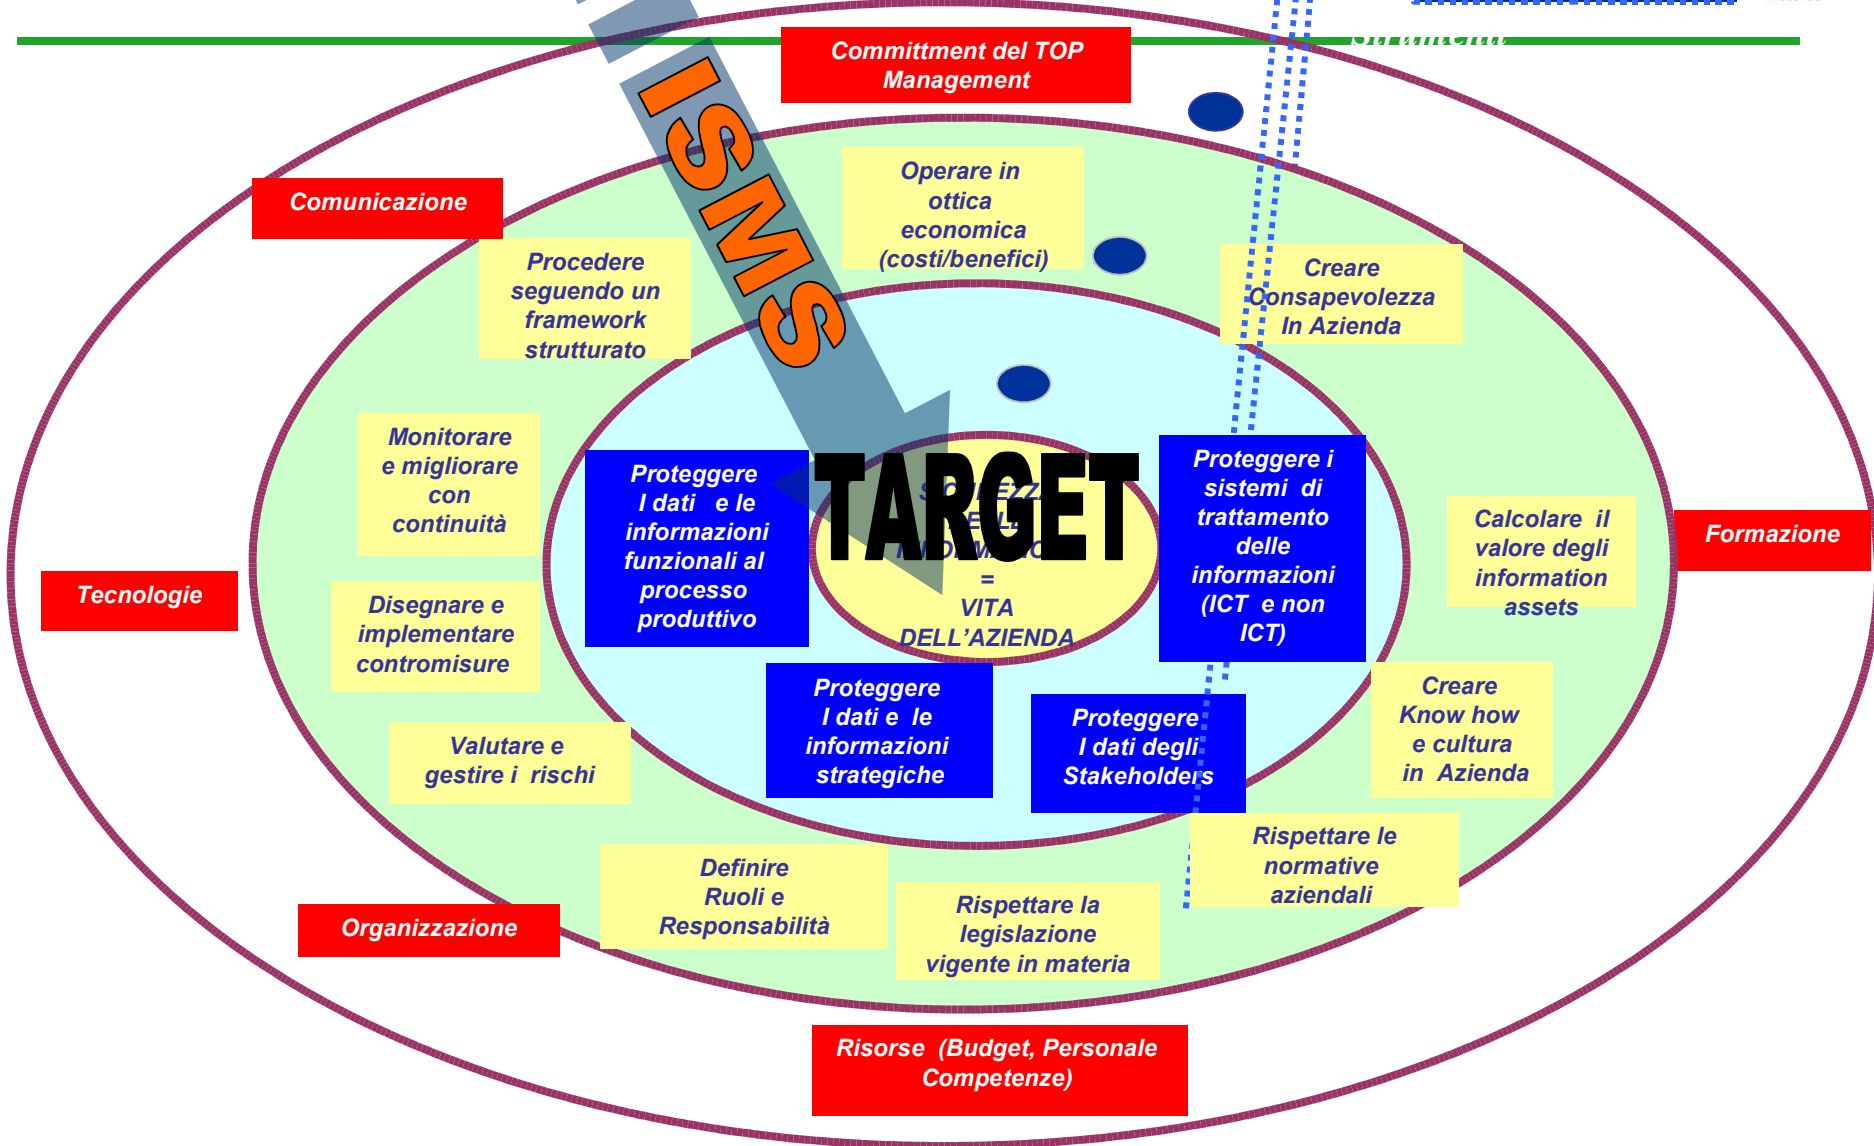 Strumenti
Committment del TOP
Management
ISMS
Comunicazione
Operare in
ottica
economica
(costi/benefici)
Procedere
seguendo un
framework
strutturato
Creare
Consapevolezza
In Azienda
Monitorare
e migliorare
con
continuità
Proteggere
I dati e le
informazioni
funzionali al
processo
produttivo
TARGET
=
VITA
DELL'AZIENDA
Proteggere i
sistemi di
trattamento
delle
informazioni
(ICT e non
ICT)
Calcolare il
valore degli
information
assets
Formazione
Tecnologie
Disegnare e
implementare
contromisure
Proteggere
I dati e le
informazioni
strategiche
Proteggere
I dati degli
Stakeholders
Creare
Know how
e cultura
in Azienda
Valutare e
gestire i rischi
Definire
Ruoli e
Responsabilità
Rispettare la
legislazione
vigente in materia
Rispettare le
normative
aziendali
Organizzazione
Risorse (Budget, Personale
Competenze)